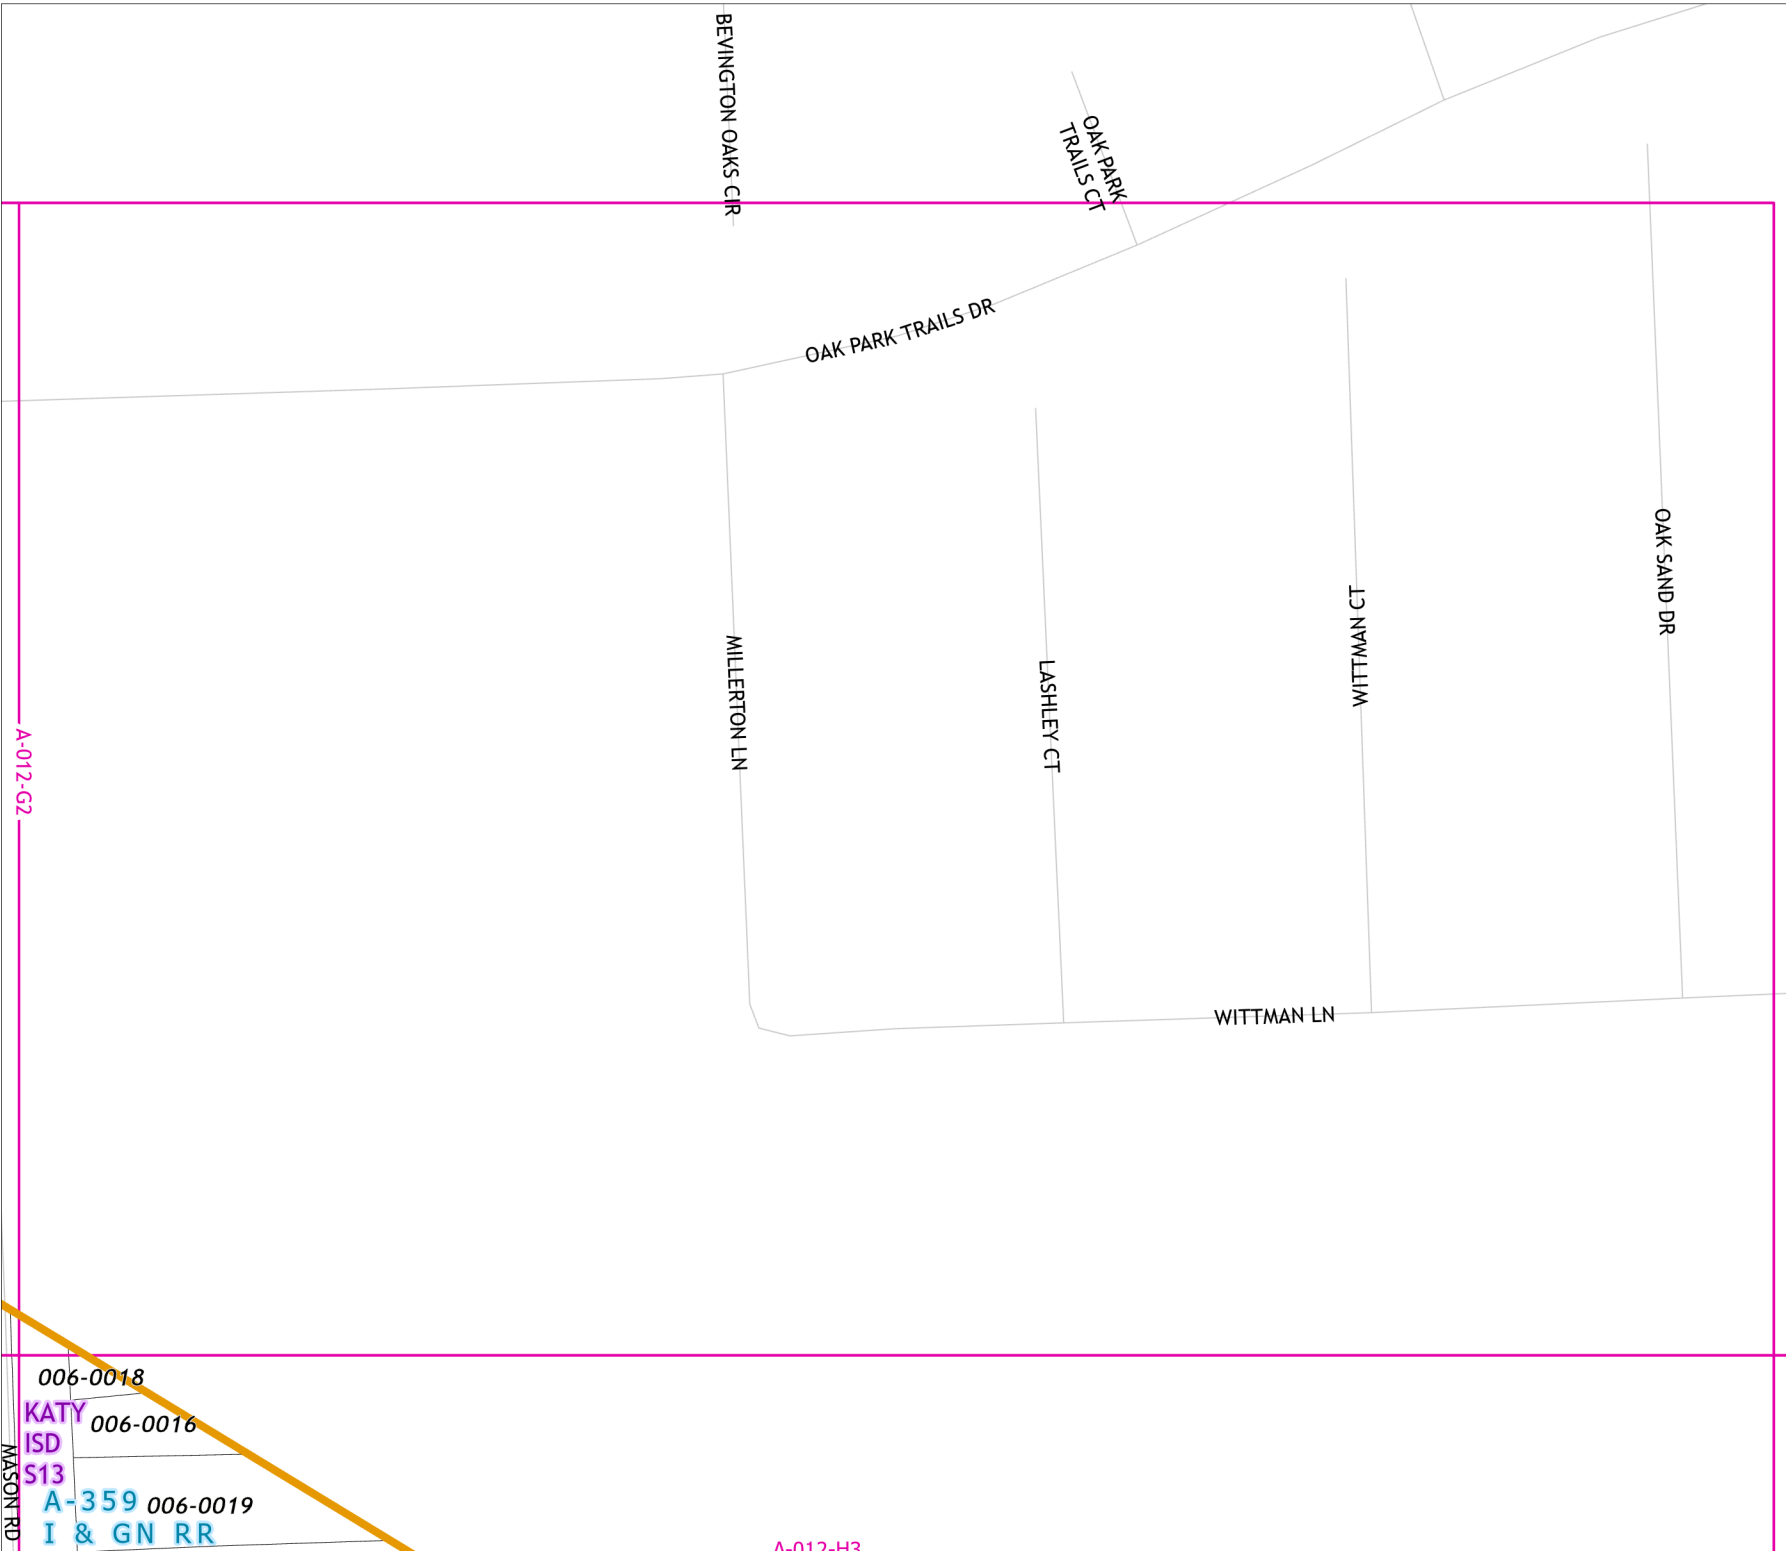 BEVINGTON OAKS CIR
OAK PARK
TRAILS CT
OAK PARK TRAILS DR
OAK SAND DR
WITTMAN CT
MILLERTON LN
LASHLEY CT
A-012-G2
WITTMAN LN
006-0018
KATY
ISD
S13
006-0016
MASON RD
A-359
I & GN RR
006-0019
A-012-H3